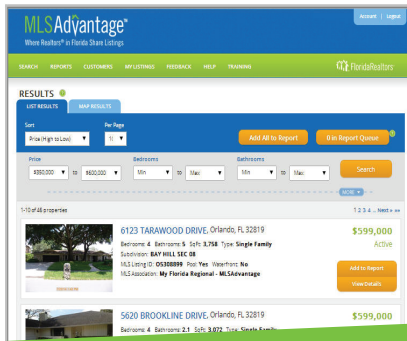 MLSAdvantage®
Where Realtors® in Florida Share Listings
Account | Logout
SEARCH REPORTS CUSTOMERS MY LISTINGS FEEDBACK HELP TRAINING
FloridaRealtors®
RESULTS
LIST RESULTS MAP RESULTS
Sort Per Page
Price (High to Low)
Add All to Report 0 in Report Queue
Price Bedrooms Bathrooms
to $600,000 Min to Max Min to Max Search
MORE
1-10 of 46 properties 1 2 3 4 ... Next » »»
6123 TARAWOOD DRIVE, Orlando, FL 32819 $599,000
Bedrooms: 4 Bathrooms: 5 SqFt: 3,758 Type: Single Family Active
Subdivision: BAY HILL SEC 08
MLS Listing ID: O5308899 Pool: Yes Waterfront: No
MLS Association: My Florida Regional - MLSAdvantage
Add to Report
View Details
5620 BROOKLINE DRIVE, Orlando, FL 32819 $599,000
Bedrooms: 4 Bathrooms: 2.1 SqFt: 3,072 Type: Single Family